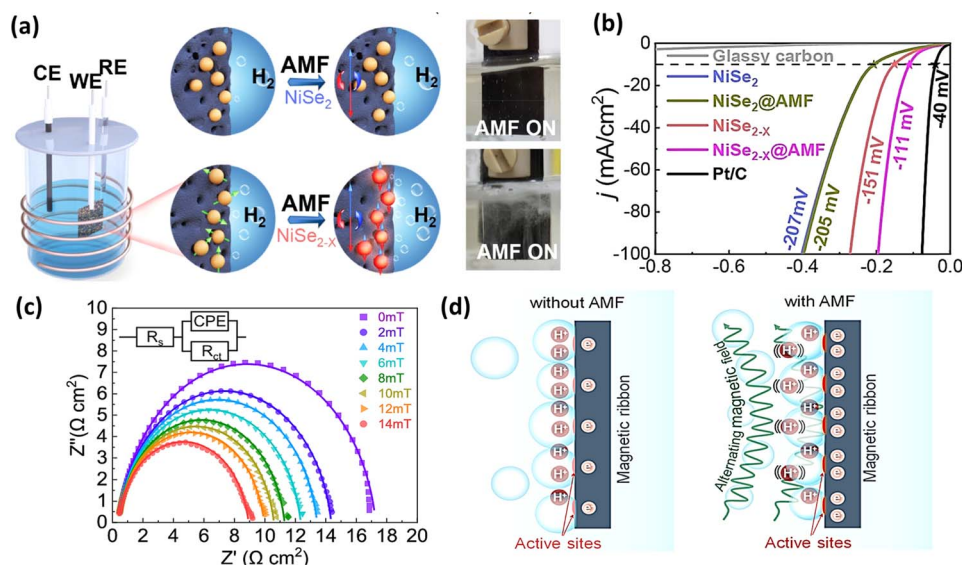 (a)
CE
WE
RE
H₂
AMF
NiSe₂
H₂
AMF ON
H₂
AMF
NiSe₂₋ₓ
H₂
AMF ON
(b)
j (mA/cm²)
0
-20
-40
-60
-80
-100
-0.8
-0.6
-0.4
-0.2
0.0
Glassy carbon
NiSe₂
NiSe₂@AMF
NiSe₂₋ₓ
NiSe₂₋ₓ@AMF
Pt/C
-207mV
-205 mV
-151 mV
-111 mV
-40 mV
(c)
Z''(Ω cm²)
10
9
8
7
6
5
4
3
2
1
0
0
2
4
6
8
10
12
14
16
18
20
Z' (Ω cm²)
Rₛ
CPE
R꜀ₜ
0mT
2mT
4mT
6mT
8mT
10mT
12mT
14mT
(d)
without AMF
H⁺
H⁺
H⁺
H⁺
H⁺
H⁺
H⁺
H⁺
H⁺
e
e
e
e
Magnetic ribbon
Active sites
with AMF
Alternating magnetic field
H⁺
H⁺
H⁺
H⁺
H⁺
H⁺
H⁺
H⁺
H⁺
e
e
e
e
e
e
e
e
e
Magnetic ribbon
Active sites